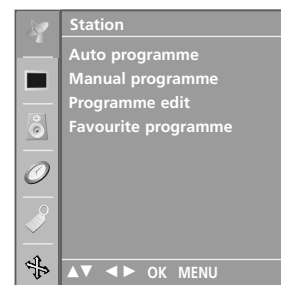 Station
Auto programme
Manual programme
Programme edit
Favourite programme
▲▼ ◄► OK MENU